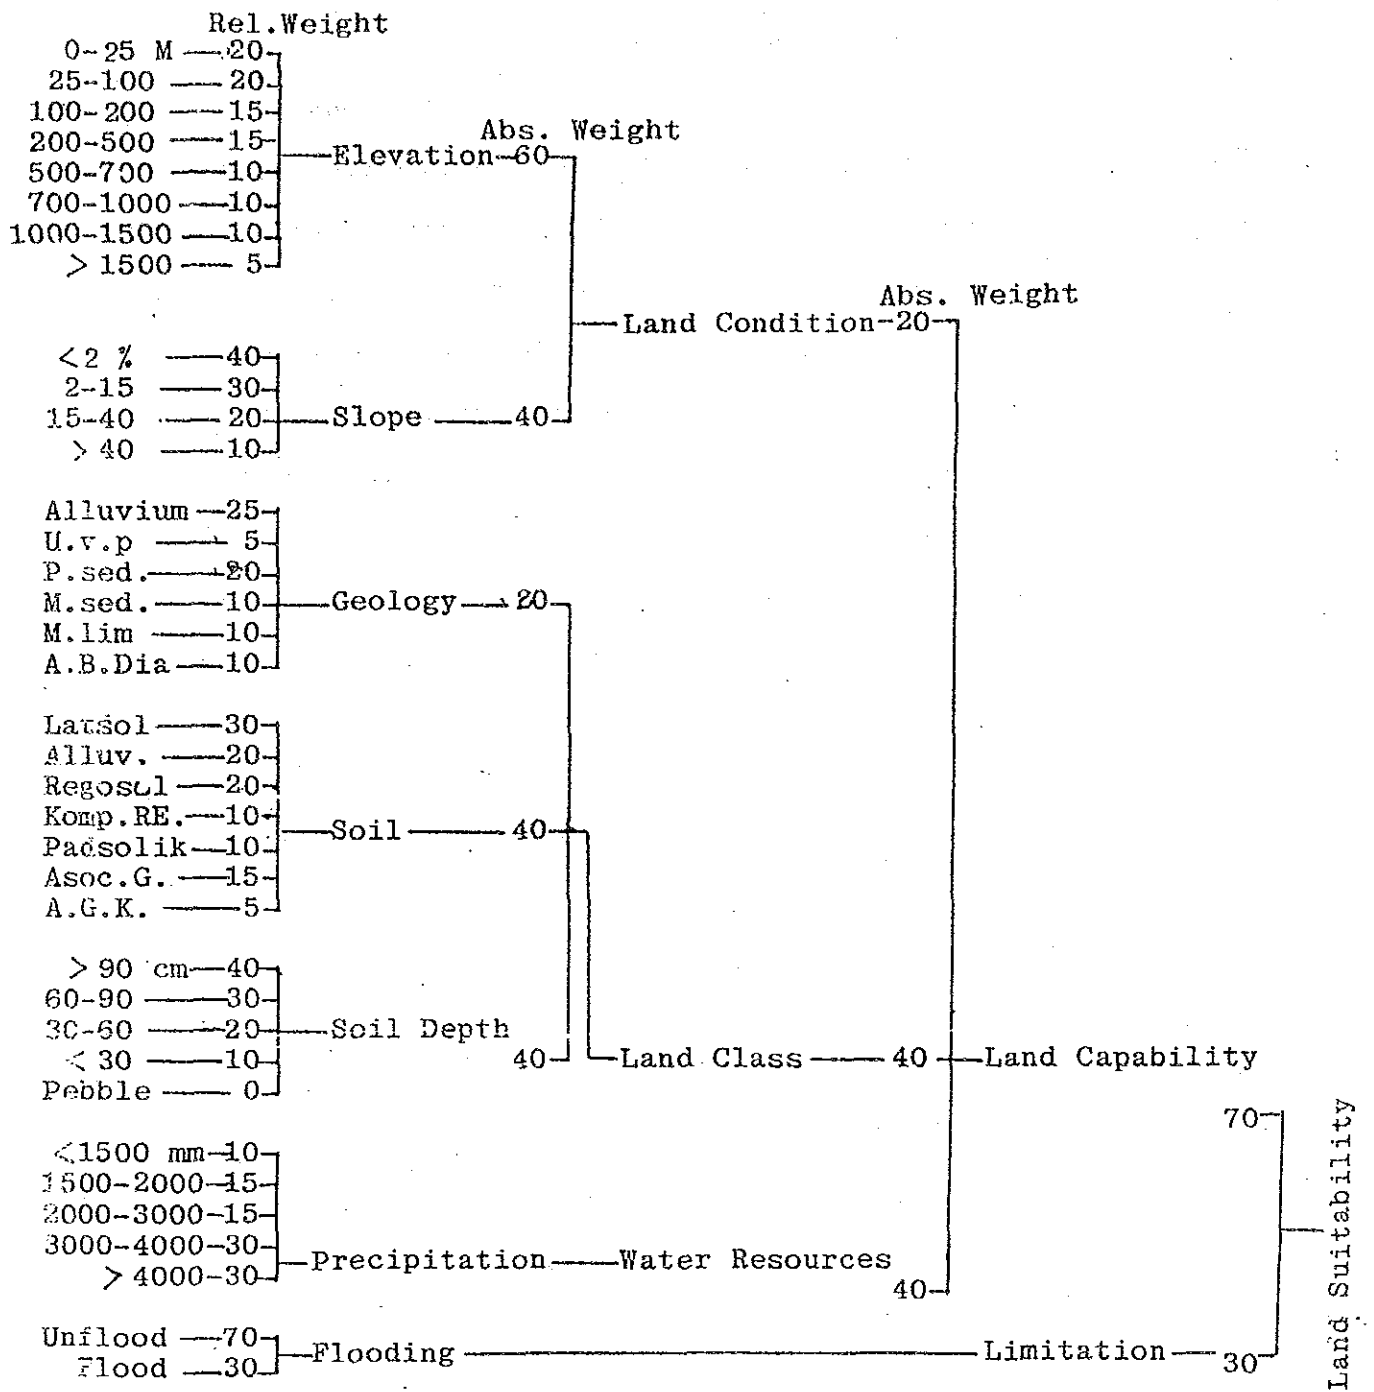 Rel.Weight
0-25 M 20
25-100 20
100-200 15
200-500 15
500-700 10
700-1000 10
1000-1500 10
> 1500 5
Abs. Weight
Elevation 60
Abs. Weight
Land Condition 20
<2 % 40
2-15 30
15-40 20
> 40 10
Slope 40
Alluvium 25
U.v.p 5
P.sed. 20
M.sed. 10
M.lim 10
A.B.Dia 10
Geology 20
Latsol 30
Alluv. 20
Regosol 20
Komp.RE. 10
Padsolik 10
Asoc.G. 15
A.G.K. 5
Soil 40
> 90 cm 40
60-90 30
30-60 20
< 30 10
Pebble 0
Soil Depth
40
Land Class 40
Land Capability
70
<1500 mm 10
1500-2000 15
2000-3000 15
3000-4000 30
> 4000 30
Precipitation
Water Resources
40
Unflood 70
Flood 30
Flooding
Limitation 30
Land Suitability